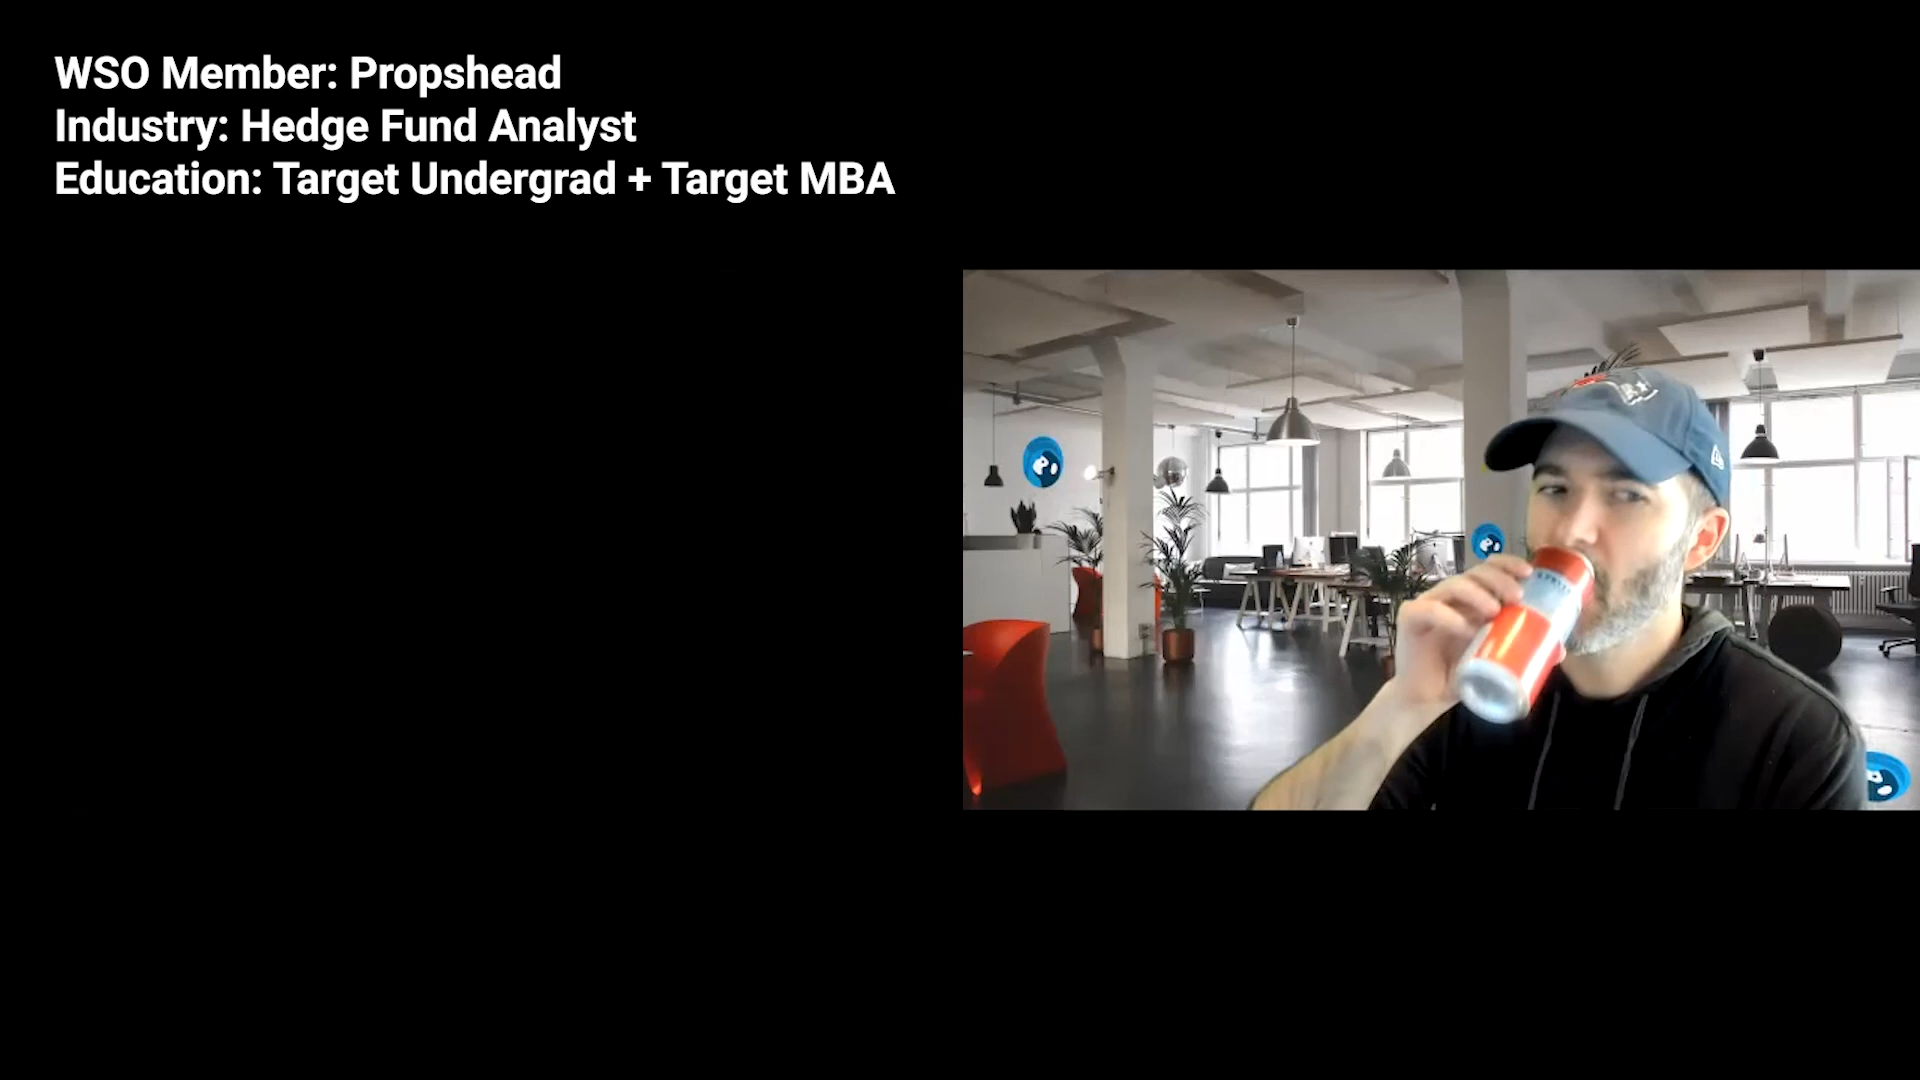 WSO Member: Propshead
Industry: Hedge Fund Analyst
Education: Target Undergrad + Target MBA